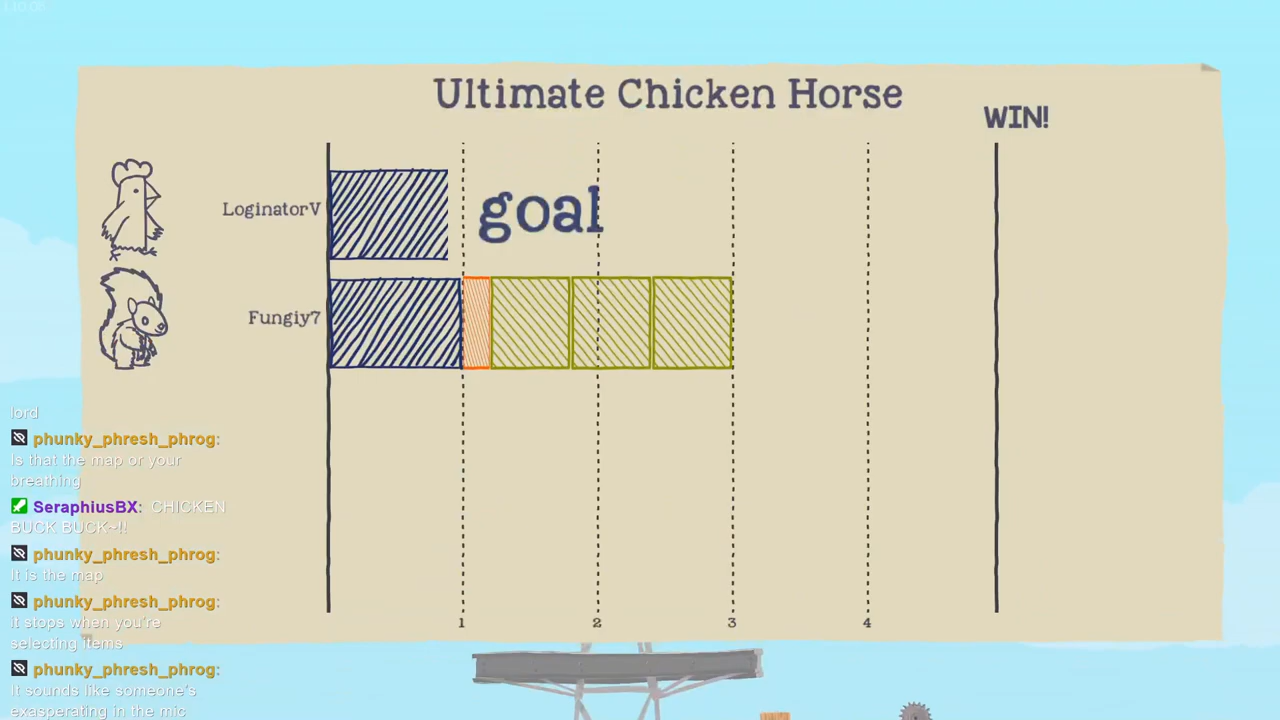 Ultimate Chicken Horse
WIN!
LoginatorV
goal
Fungiy7
lord
phunky_phresh_phrog:
Is that the map or your
breathing
SeraphiusBX: CHICKEN
BUCK BUCK~!!
phunky_phresh_phrog:
It is the map
phunky_phresh_phrog:
it stops when you're
selecting items
phunky_phresh_phrog:
It sounds like someone's
exasperating in the mic
1 2 3 4